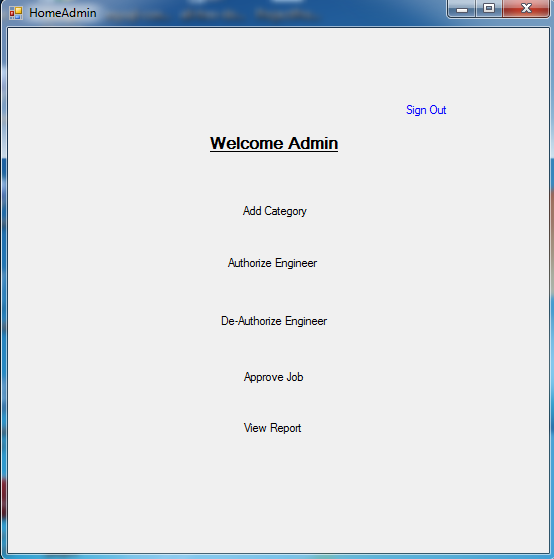 HomeAdmin
Sign Out
Welcome Admin
Add Category
Authorize Engineer
De-Authorize Engineer
Approve Job
View Report